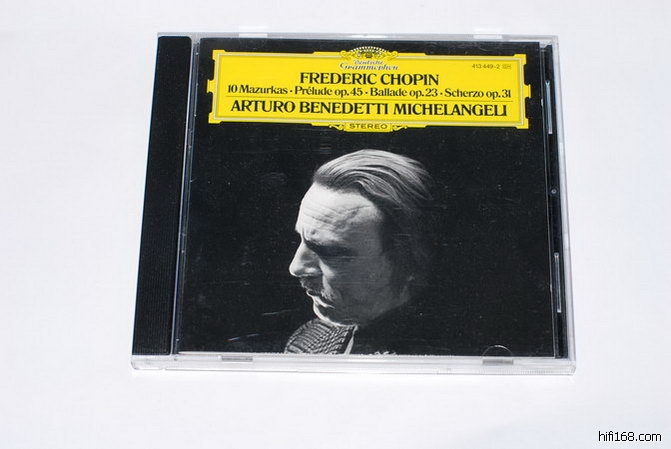 Deutsche
Grammophon
413 449-2
FREDERIC CHOPIN
10 Mazurkas · Prélude op. 45 · Ballade op. 23 · Scherzo op. 31
ARTURO BENEDETTI MICHELANGELI
STEREO
hifi168.com